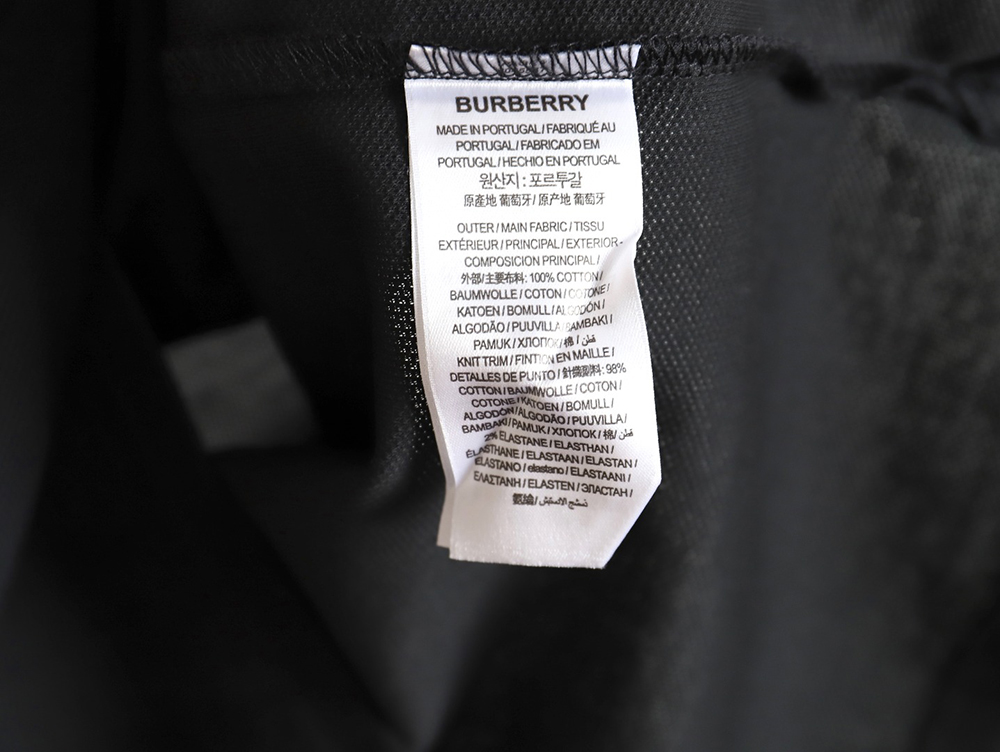 BURBERRY
MADE IN PORTUGAL / FABRIQUÉ AU
PORTUGAL / FABRICADO EM
PORTUGAL / HECHIO EN PORTUGAL
원산지 : 포르투갈
原產地 葡萄牙 / 原产地 葡萄牙
OUTER / MAIN FABRIC / TISSU
EXTÉRIEUR / PRINCIPAL / EXTERIOR-
COMPOSICION PRINCIPAL /
外部/主要布料: 100% COTTON /
BAUMWOLLE / COTON / COTONE /
KATOEN / BOMULL / ALGODÓN /
ALGODÃO / PUUVILLA / BAMBAKI /
PAMUK / ХЛОПОК / 棉 / قطن
KNIT TRIM / FINTION EN MAILLE /
DETALLES DE PUNTO / 針織副料: 98%
COTTON / BAUMWOLLE / COTON /
COTONE / KATOEN / BOMULL /
ALGODÓN / ALGODÃO / PUUVILLA /
BAMBAKI / PAMUK / ХЛОПОК / 棉/ قطن
2% ELASTANE / ELASTHAN /
ÉLASTHANE / ELASTAAN / ELASTAN /
ELASTANO / elastano / ELASTAANI /
ΕΛΑΣΤΑΝΗ / ELASTEN / ЭЛАСТАН /
氨綸/